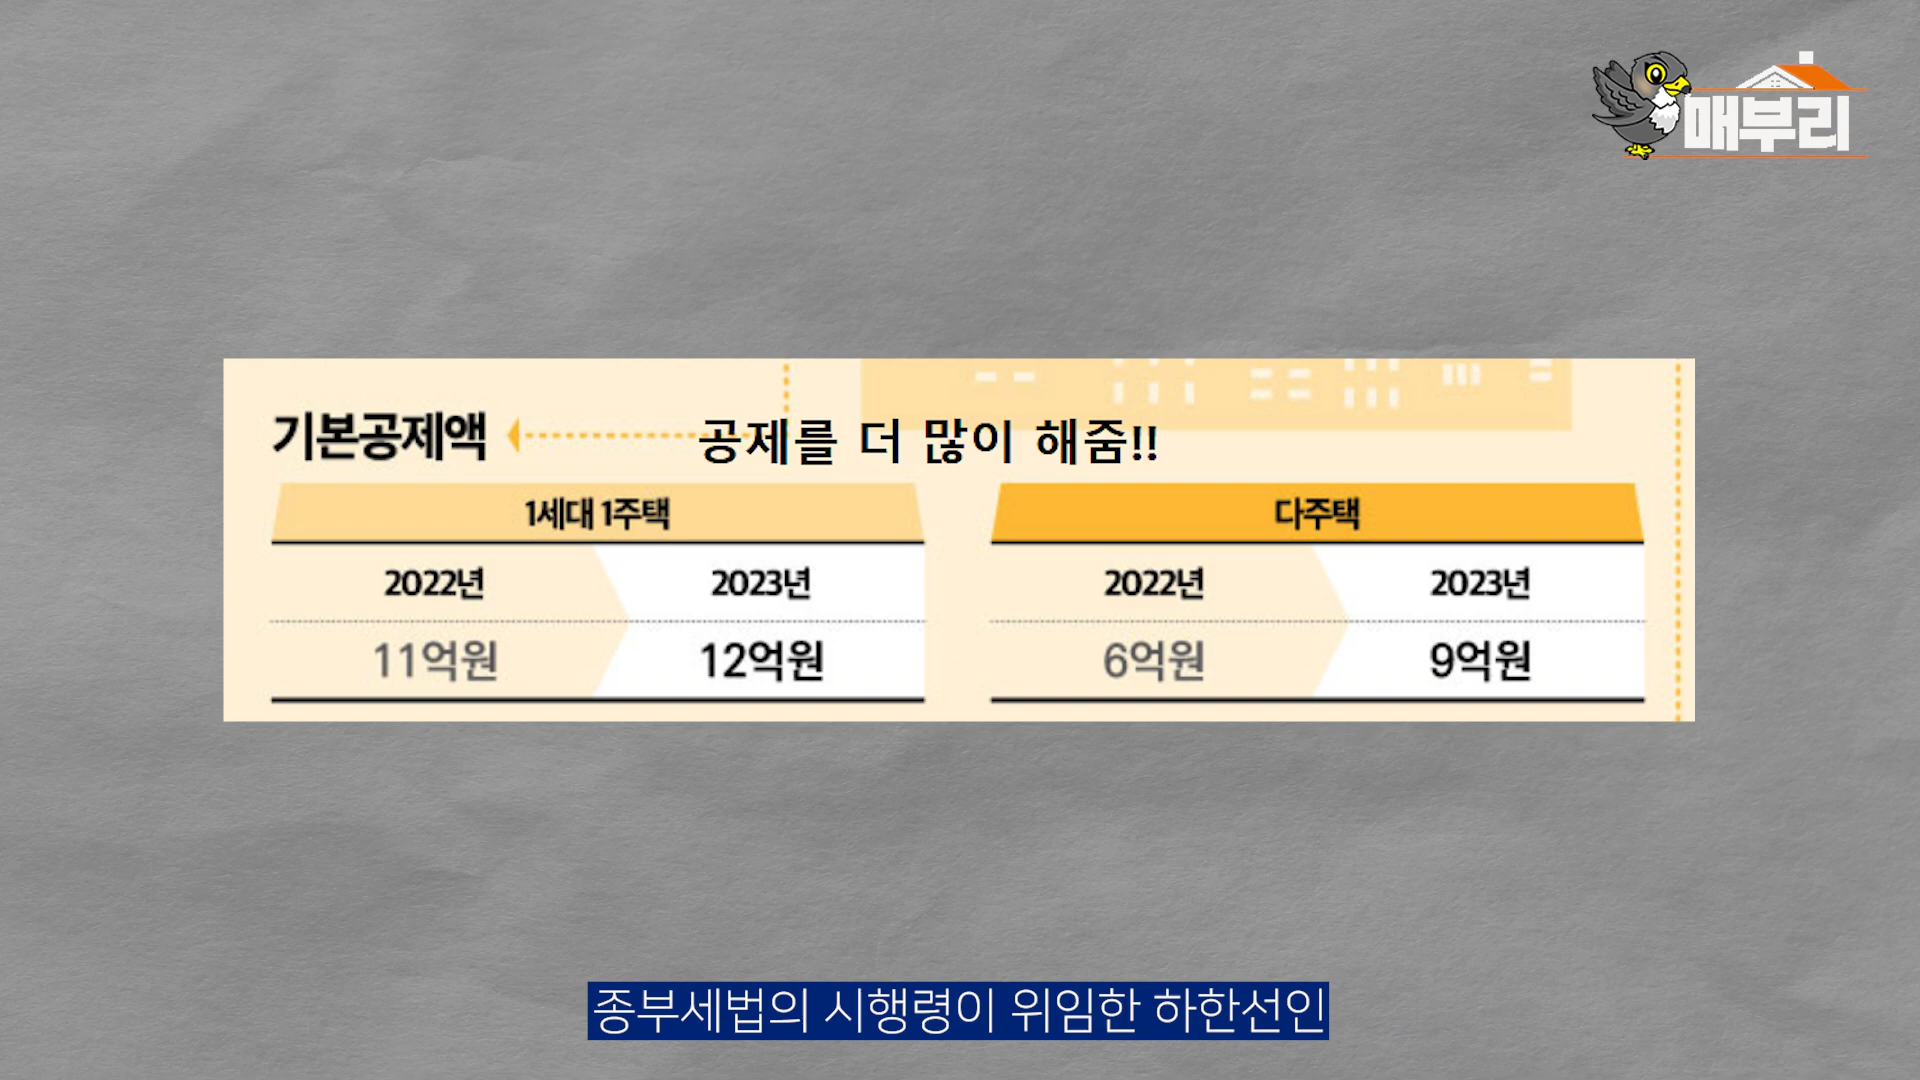 매부리
기본공제액
공제를 더 많이 해줌!!
1세대 1주택
2022년 2023년
11억원 12억원
다주택
2022년 2023년
6억원 9억원
종부세법의 시행령이 위임한 하한선인